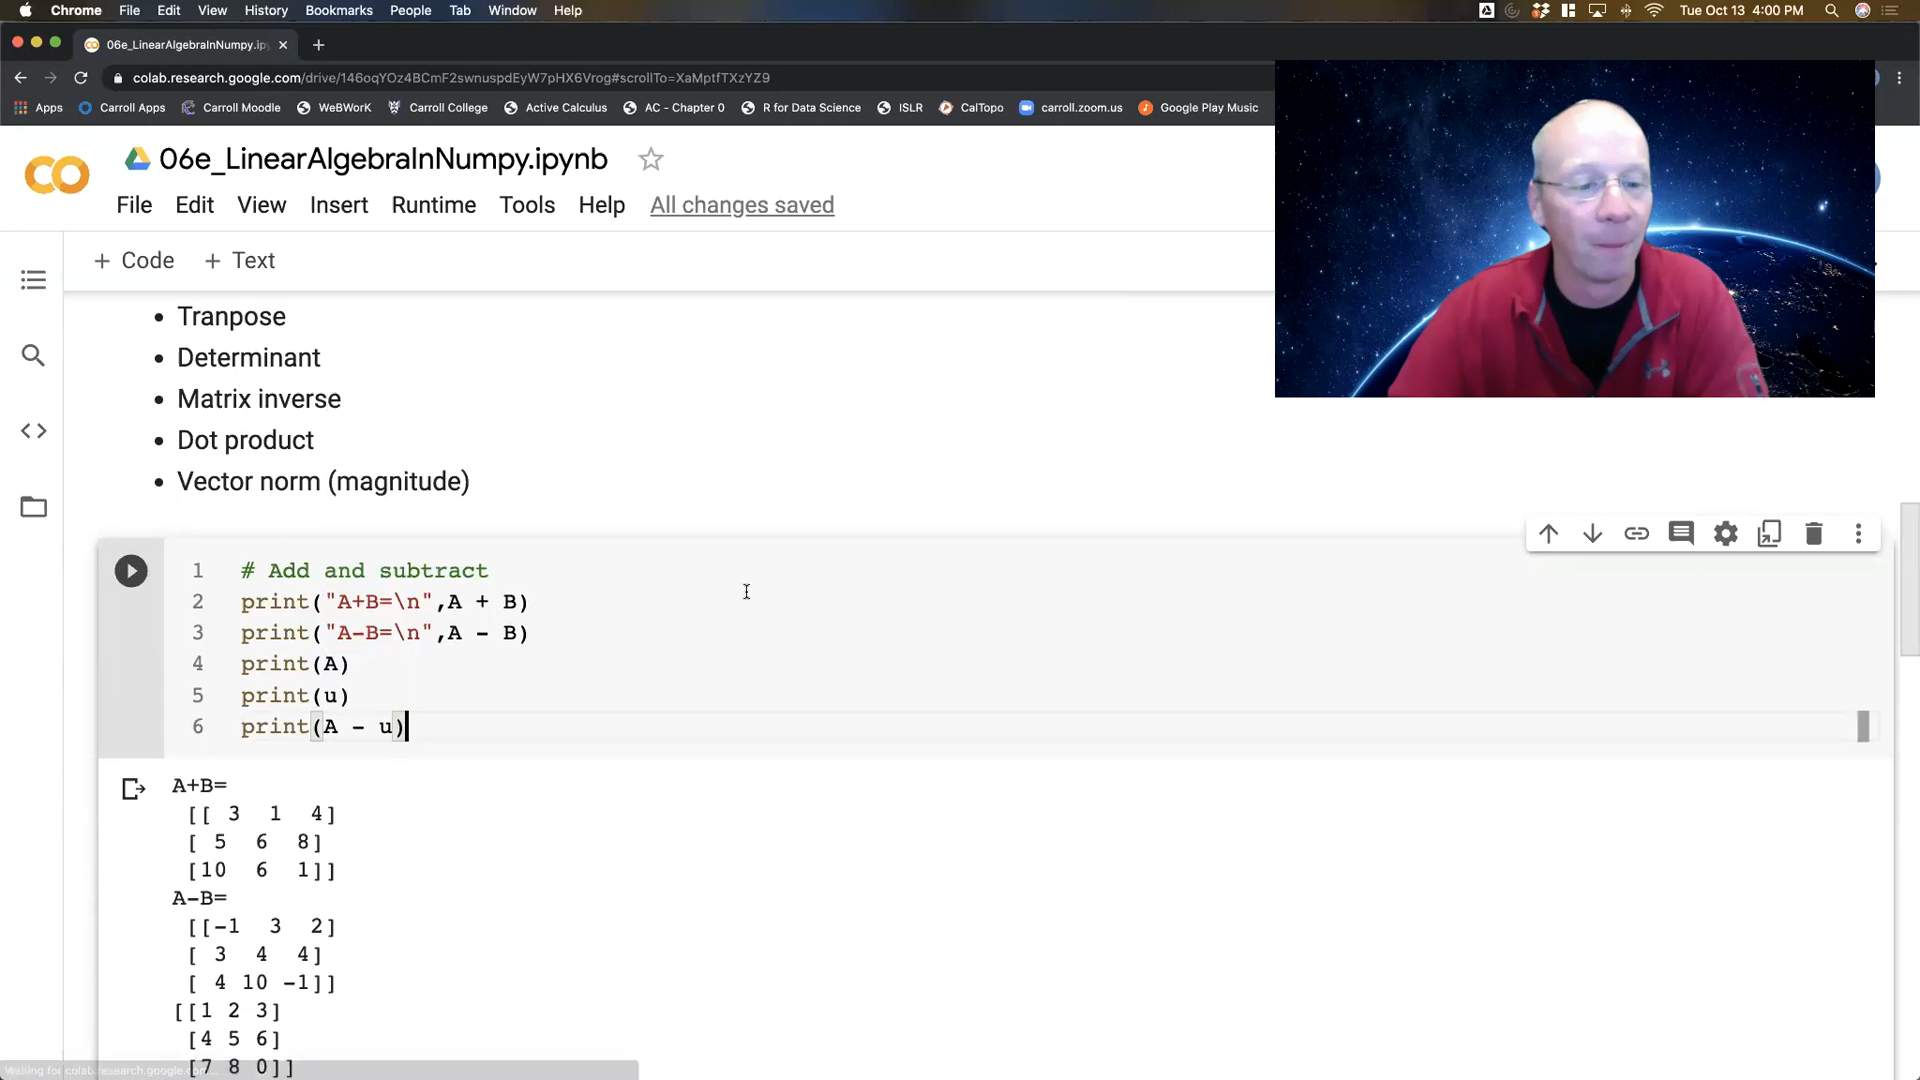 Chrome File Edit View History Bookmarks People Tab Window Help Tue Oct 13 4:00 PM
06e_LinearAlgebraInNumpy.ip
colab.research.google.com/drive/146oqYOz4BCmF2swnuspdEyW7pHX6Vrog#scrollTo=XaMptfTXzYZ9
Apps Carroll Apps Carroll Moodle WeBWorK Carroll College Active Calculus AC - Chapter 0 R for Data Science ISLR CalTopo carroll.zoom.us Google Play Music
CO 06e_LinearAlgebraInNumpy.ipynb
File Edit View Insert Runtime Tools Help All changes saved
+ Code + Text
• Tranpose
• Determinant
• Matrix inverse
• Dot product
• Vector norm (magnitude)
1 # Add and subtract
2 print("A+B=\n",A + B)
3 print("A-B=\n",A - B)
4 print(A)
5 print(u)
6 print(A - u)
A+B=
[[ 3 1 4]
[ 5 6 8]
[10 6 1]]
A-B=
[[-1 3 2]
[ 3 4 4]
[ 4 10 -1]]
[[1 2 3]
[4 5 6]
[7 8 0]]
Waiting for colab.research.google.com...